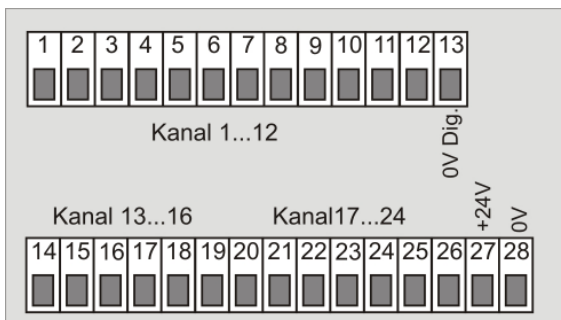 1 2 3 4 5 6 7 8 9 10 11 12 13
Kanal 1...12
0V Dig.
Kanal 13...16 Kanal17...24 +24V 0V
14 15 16 17 18 19 20 21 22 23 24 25 26 27 28